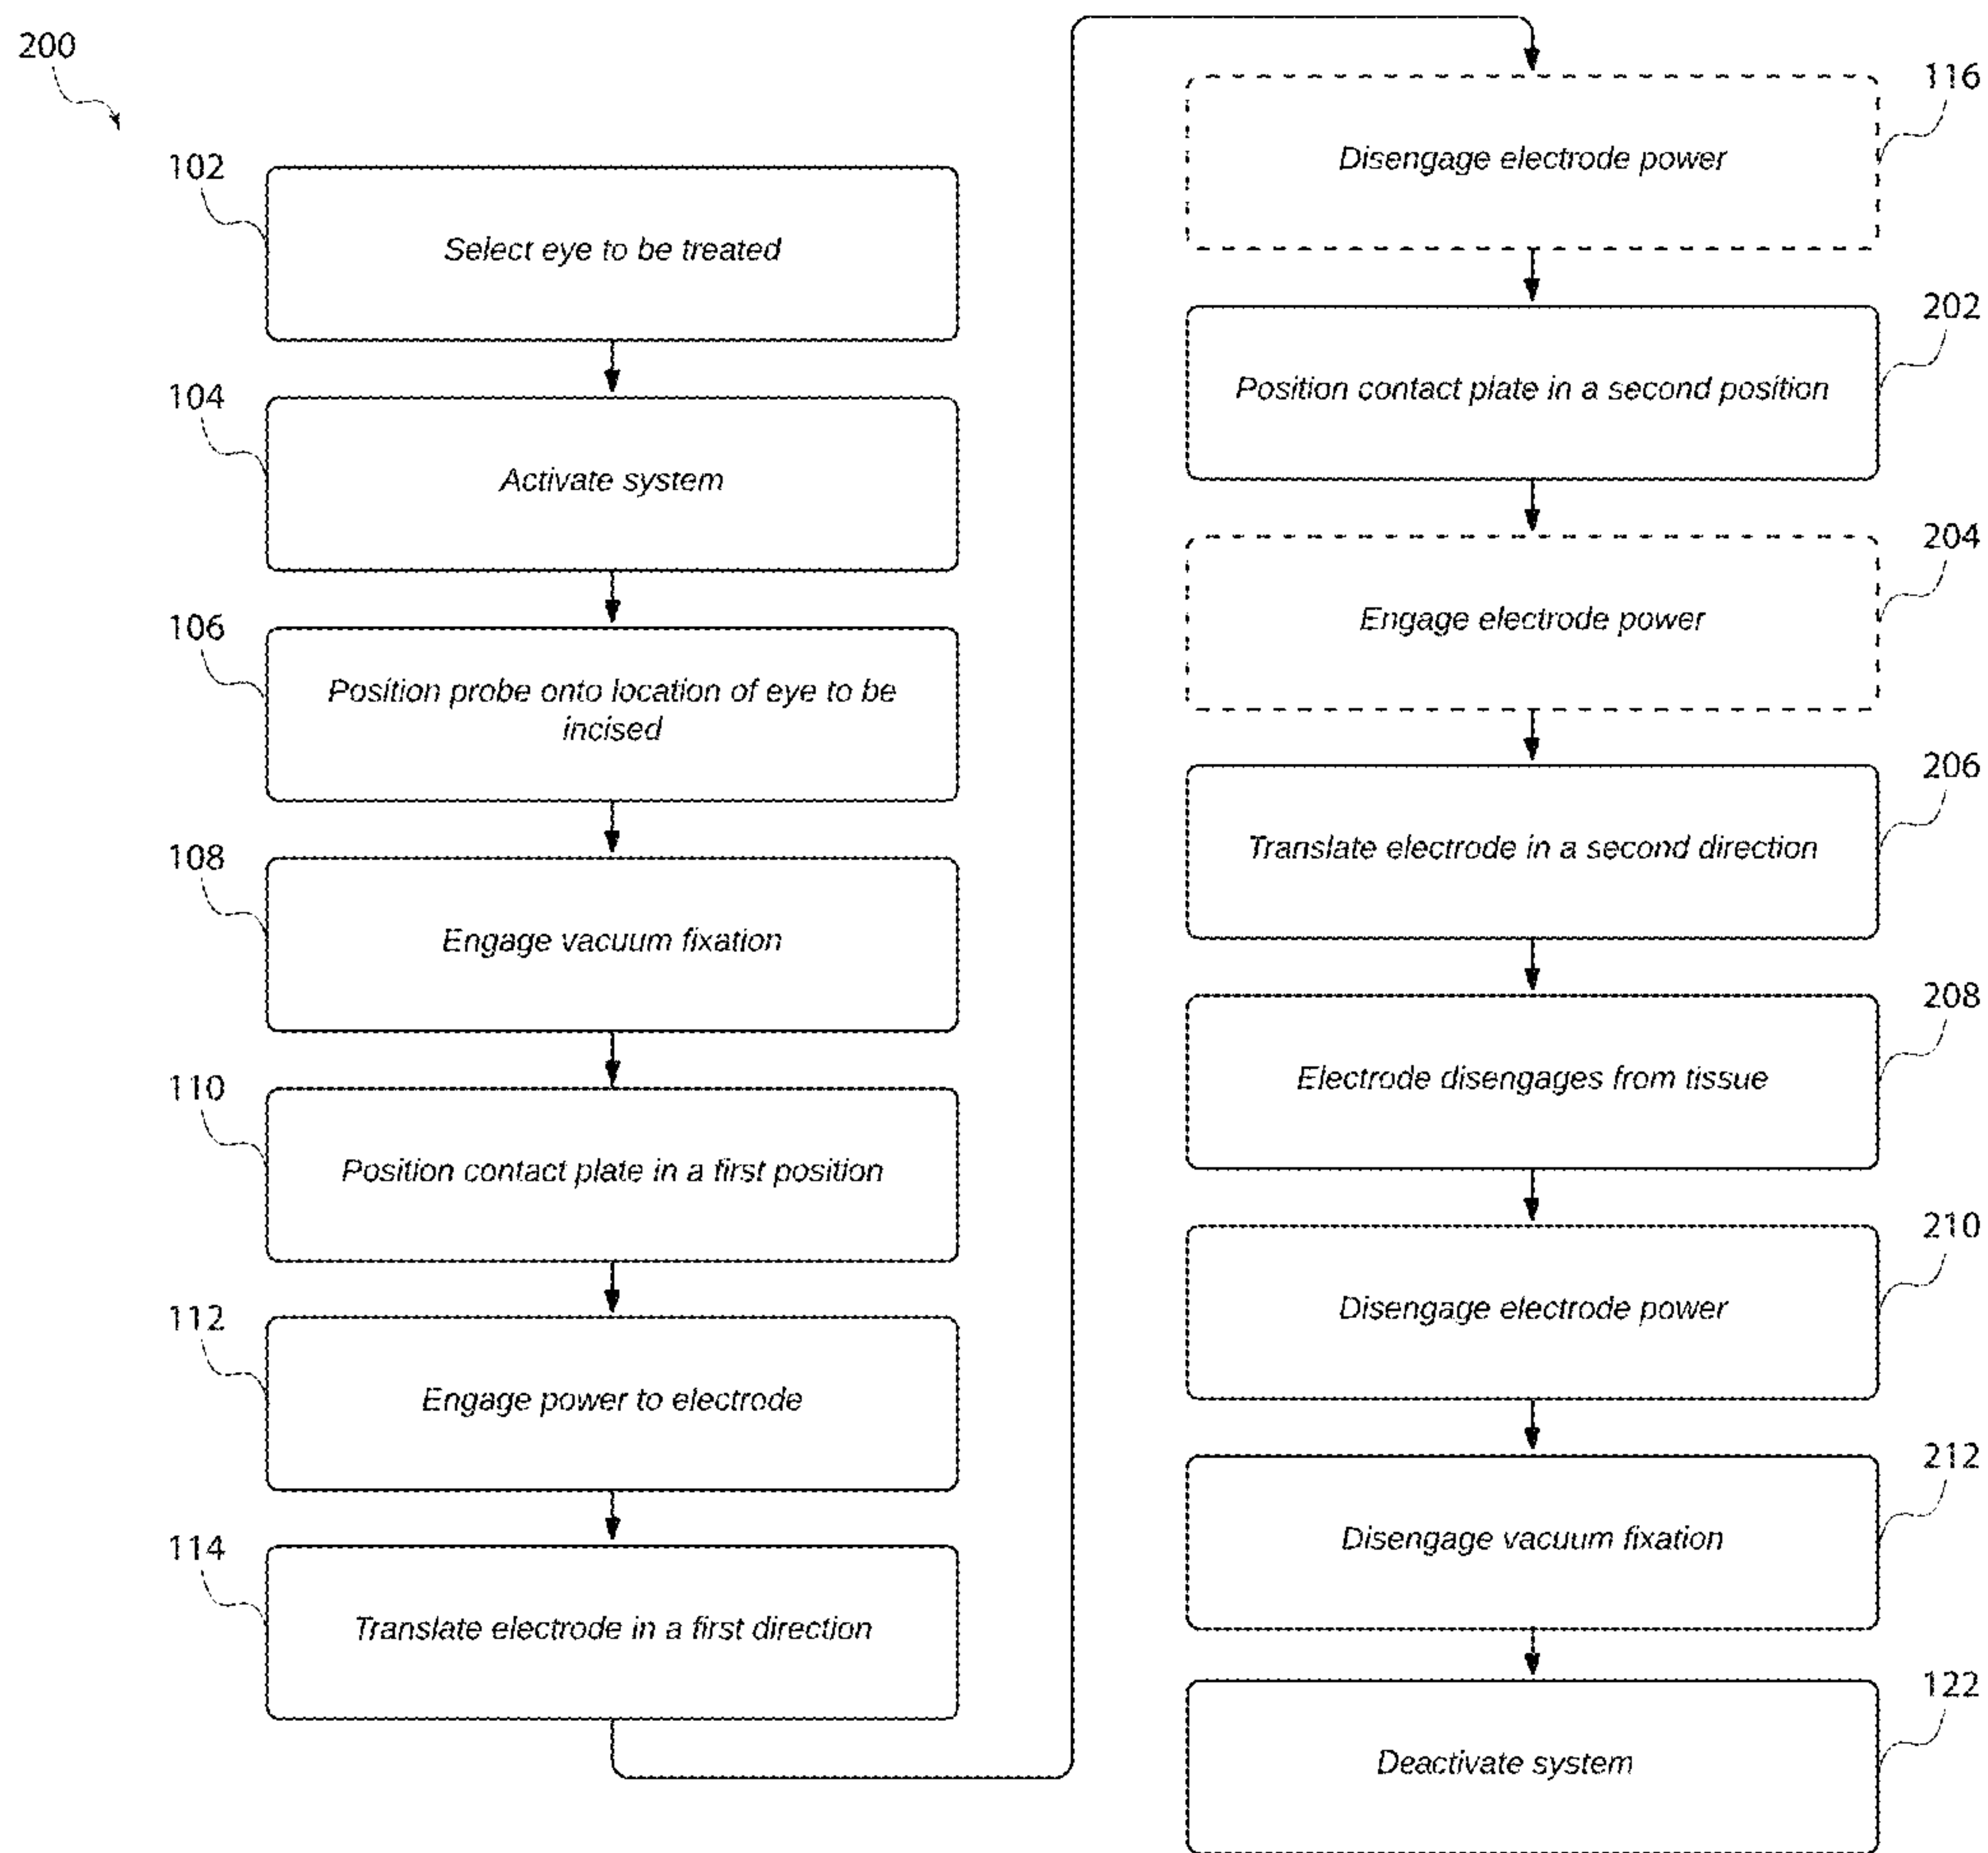 200
102
Select eye to be treated
104
Activate system
106
Position probe onto location of eye to be
incised
108
Engage vacuum fixation
110
Position contact plate in a first position
112
Engage power to electrode
114
Translate electrode in a first direction
116
Disengage electrode power
202
Position contact plate in a second position
204
Engage electrode power
206
Translate electrode in a second direction
208
Electrode disengages from tissue
210
Disengage electrode power
212
Disengage vacuum fixation
122
Deactivate system